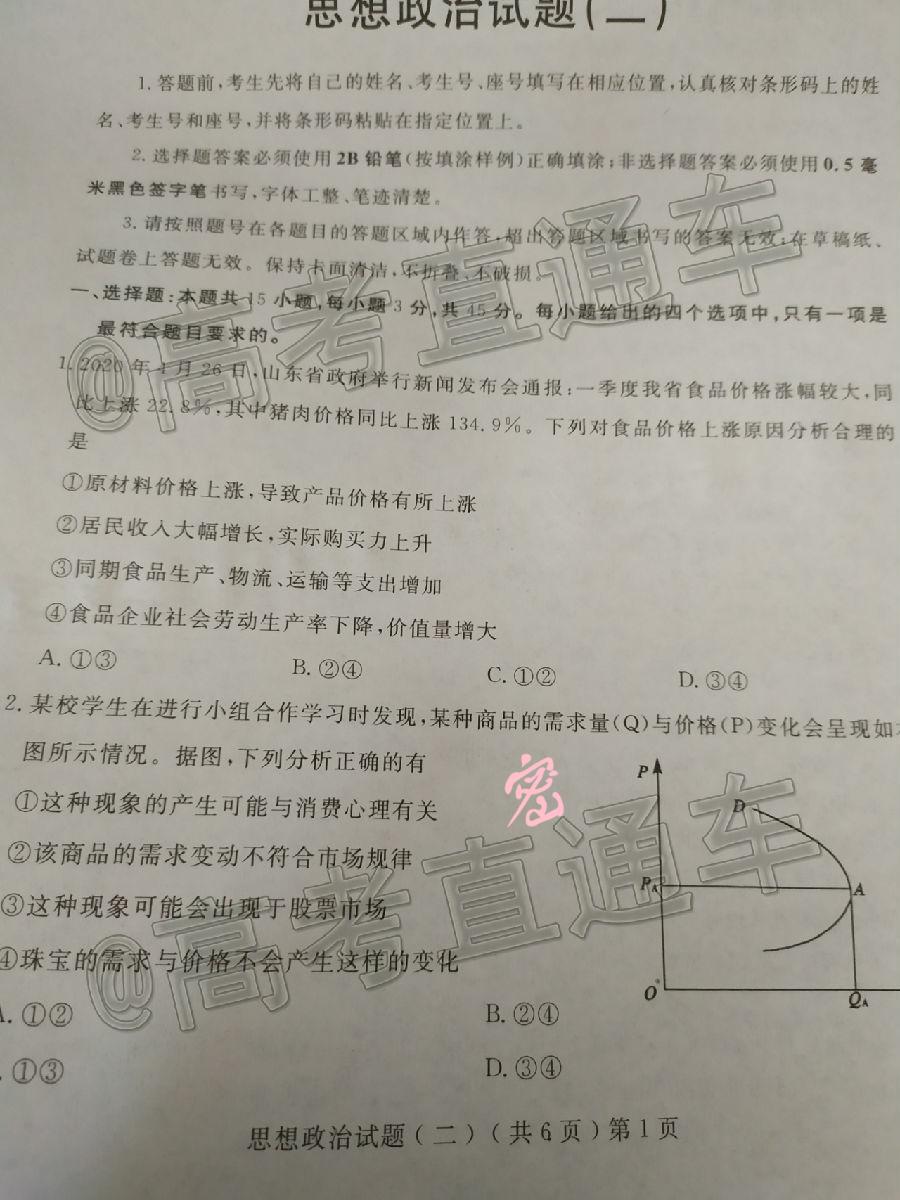 思想政治试题(二)
1.答题前,考生先将自己的姓名、考生号、座号填写在相应位置,认真核对条形码上的姓
名、考生号和座号,并将条形码粘贴在指定位置上。
2.选择题答案必须使用2B铅笔(按填涂样例)正确填涂;非选择题答案必须使用0.5毫
米黑色签字笔书写,字体工整、笔迹清楚。
3.请按照题号在各题目的答题区域内作答,超出答题区域书写的答案无效;在草稿纸、
试题卷上答题无效。保持卡面清洁,不折叠、不破损。
一、选择题:本题共15小题,每小题3分,共45分。每小题给出的四个选项中,只有一项是
最符合题目要求的。
1.2020年4月26日,山东省政府举行新闻发布会通报:一季度我省食品价格涨幅较大,同
比上涨22.8%,其中猪肉价格同比上涨134.9%。下列对食品价格上涨原因分析合理的
是
①原材料价格上涨,导致产品价格有所上涨
②居民收入大幅增长,实际购买力上升
③同期食品生产、物流、运输等支出增加
④食品企业社会劳动生产率下降,价值量增大
A.①③ B.②④ C.①② D.③④
2.某校学生在进行小组合作学习时发现,某种商品的需求量(Q)与价格(P)变化会呈现如
图所示情况。据图,下列分析正确的有
①这种现象的产生可能与消费心理有关
②该商品的需求变动不符合市场规律
③这种现象可能会出现于股票市场
④珠宝的需求与价格不会产生这样的变化
A.①② B.②④
.①③ D.③④
密
P
D
PA
A
O
QA
思想政治试题(二)(共6页)第1页
@高考直通车
@高考直通车